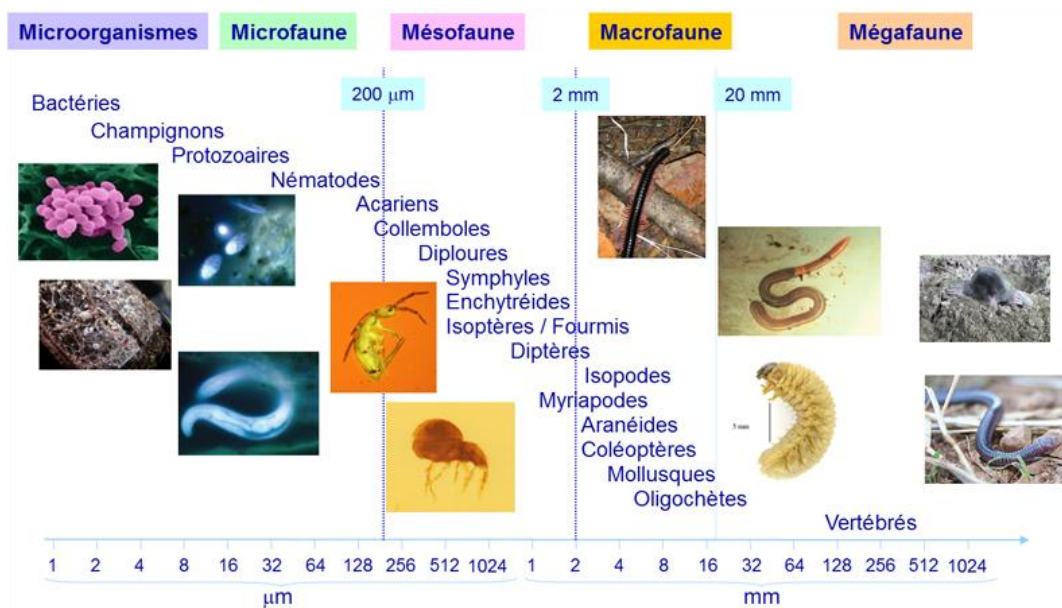 Microorganismes
Microfaune
Mésofaune
Macrofaune
Mégafaune
200 µm
2 mm
20 mm
Bactéries
Champignons
Protozoaires
Nématodes
Acariens
Collemboles
Diploures
Symphyles
Enchytréides
Isoptères / Fourmis
Diptères
Isopodes
Myriapodes
Aranéides
Coléoptères
Mollusques
Oligochètes
Vertébrés
5 mm
1 2 4 8 16 32 64 128 256 512 1024 1 2 4 8 16 32 64 128 256 512 1024
µm mm